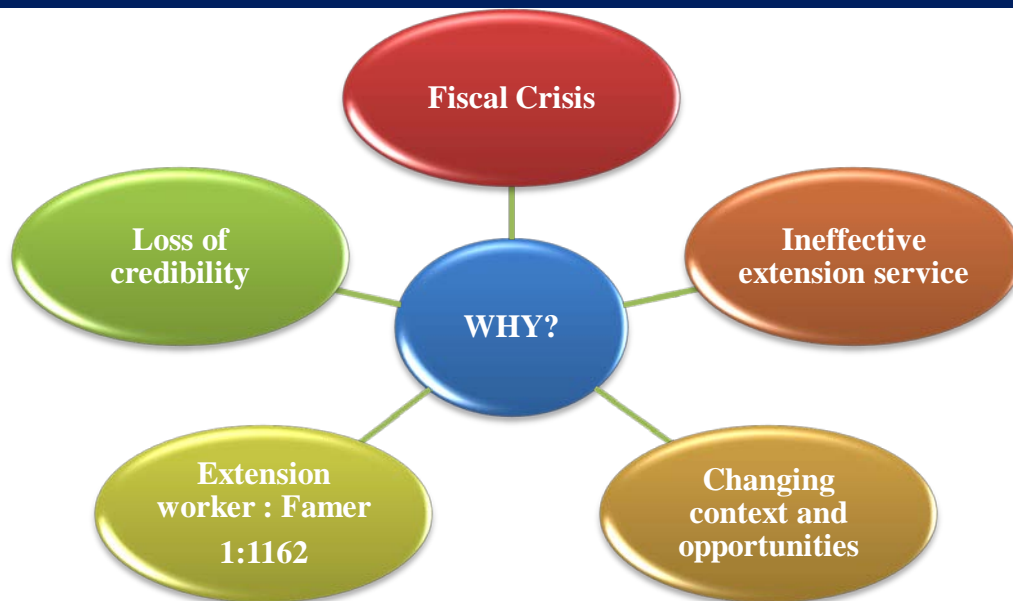 Fiscal Crisis
Loss of
credibility
Ineffective
extension service
WHY?
Extension
worker : Famer
1:1162
Changing
context and
opportunities